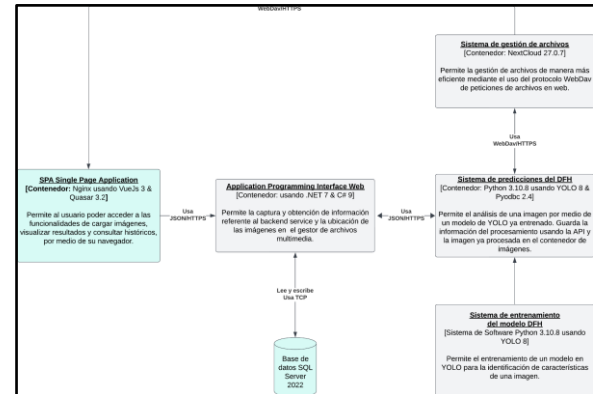 WebDav/HTTPS
WebDav/HTTPS
Sistema de gestión de archivos
[Contenedor: NextCloud 27.0.7]
Permite la gestión de archivos de manera más
eficiente mediante el uso del protocolo WebDav
de peticiones de archivos en web.
Usa
WebDav/HTTPS
SPA Single Page Application
[Contenedor: Nginx usando VueJs 3 &
Quasar 3.2]
Permite al usuario poder acceder a las
funcionalidades de cargar imágenes,
visualizar resultados y consultar históricos,
por medio de su navegador.
Usa
JSON/HTTPS
Application Programming Interface Web
[Contenedor: usando .NET 7 & C# 9]
Permite la captura y obtención de información
referente al backend service y la ubicación de
las imágenes en el gestor de archivos
multimedia.
Usa
JSON/HTTPS
Sistema de predicciones del DFH
[Contenedor: Python 3.10.8 usando YOLO 8 &
Pyodbc 2.4]
Permite el análisis de una imagen por medio de
un modelo de YOLO ya entrenado. Guarda la
información del procesamiento usando la API y
la imagen ya procesada en el contenedor de
imágenes.
Lee y escribe
Usa TCP
Base de
datos SQL
Server
2022
Sistema de entrenamiento
del modelo DFH
[Sistema de Software Python 3.10.8 usando
YOLO 8]
Permite el entrenamiento de un modelo en
YOLO para la identificación de características
de una imagen.